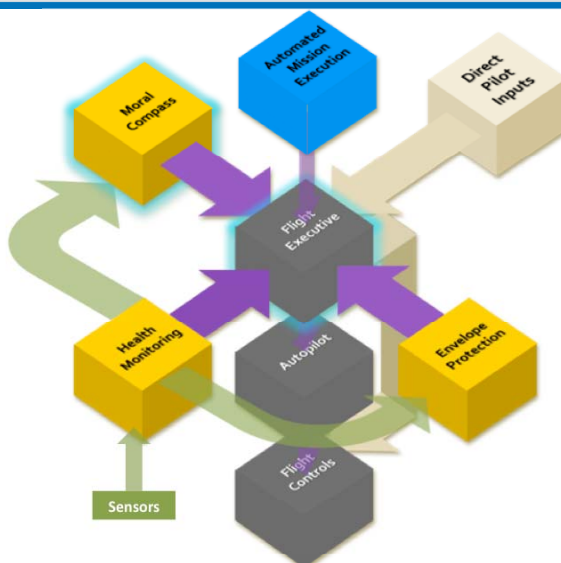 Automated
Mission
Execution
Direct
Pilot
Inputs
Moral
Compass
Flight
Executive
Health
Monitoring
Autopilot
Envelope
Protection
Flight
Controls
Sensors